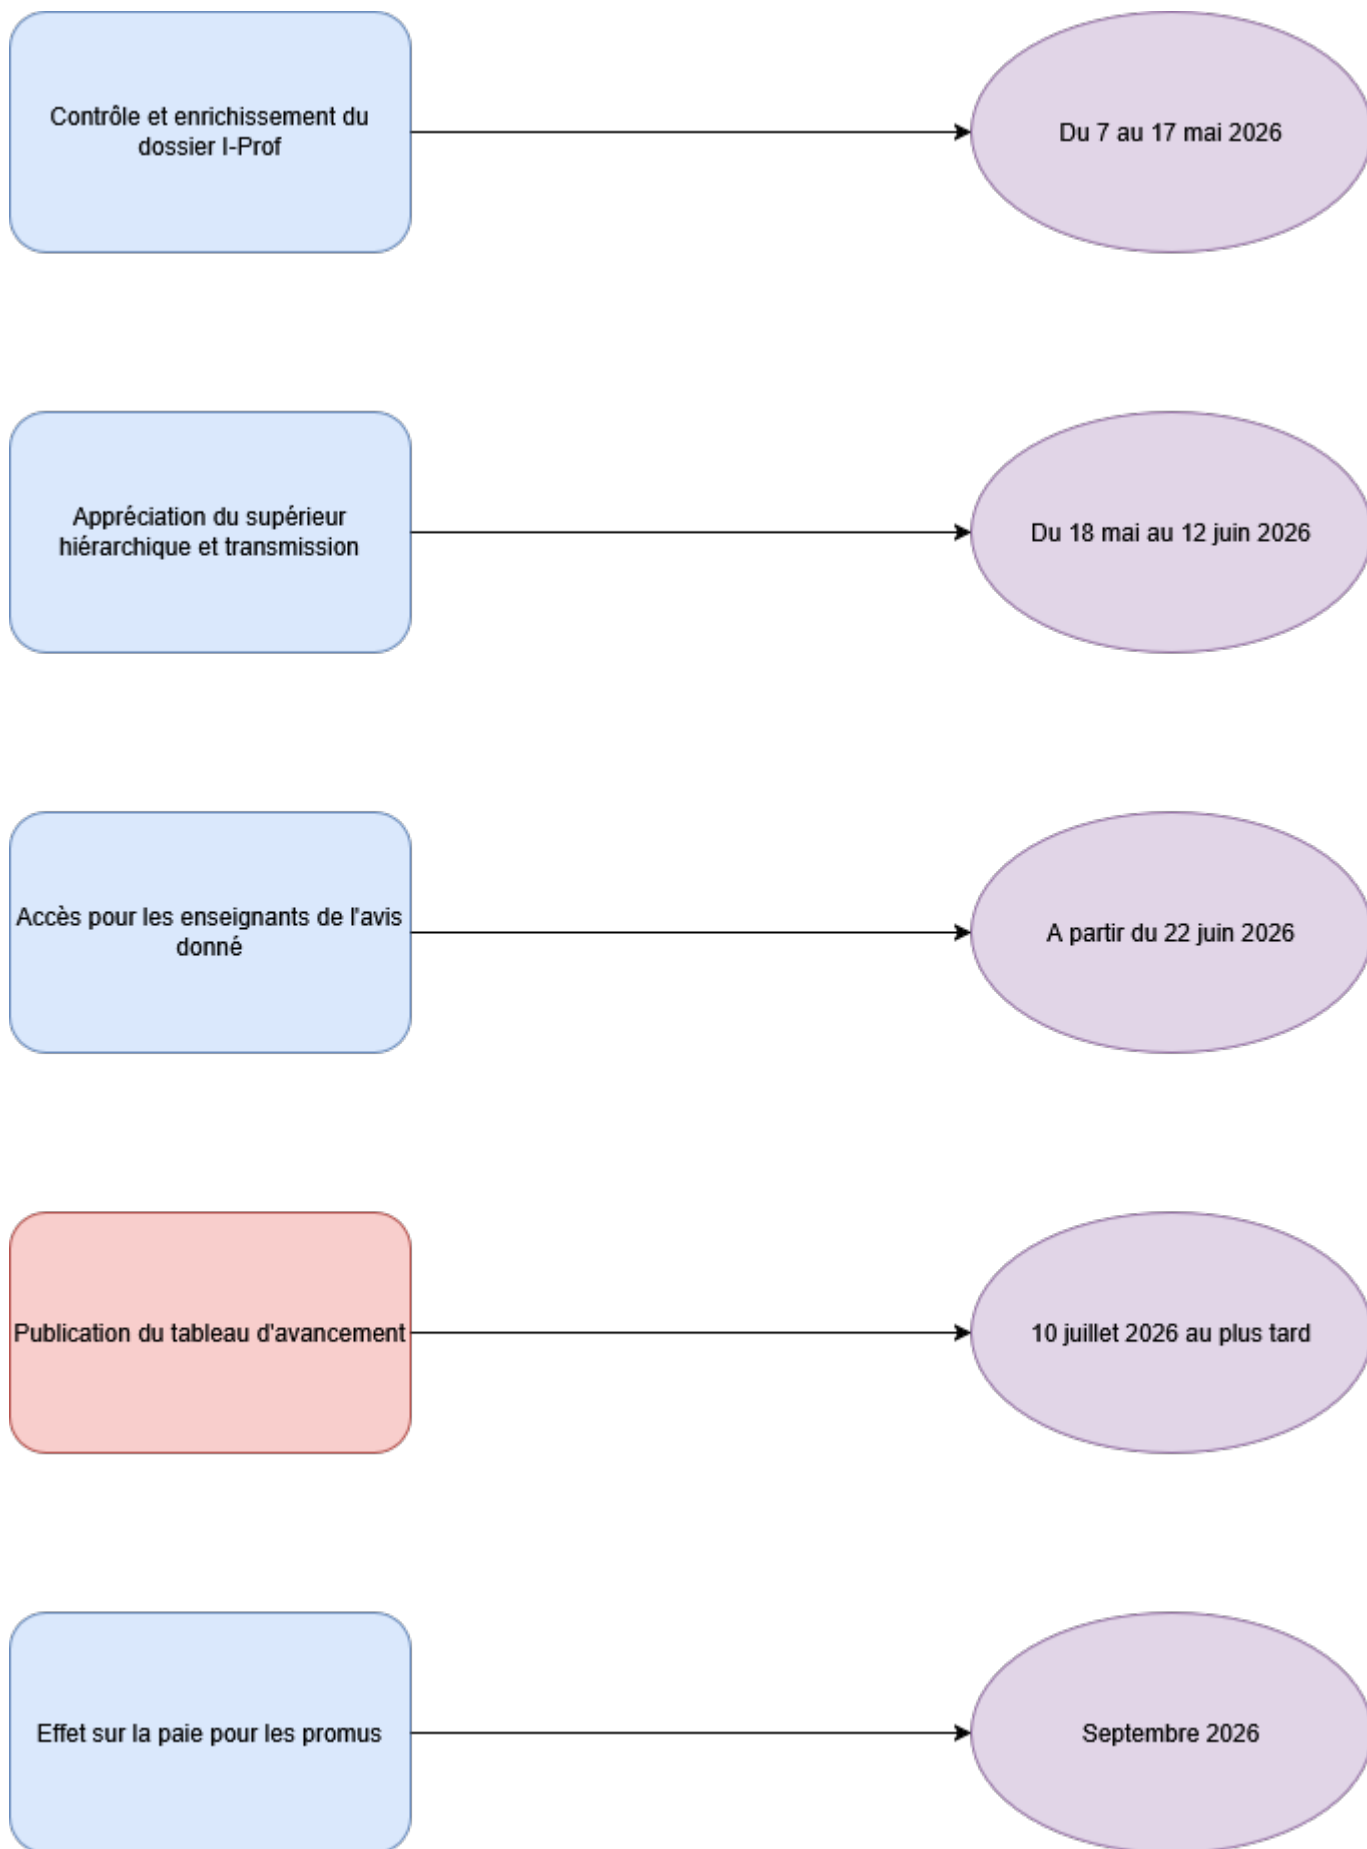 Contrôle et enrichissement du
dossier I-Prof
Du 7 au 17 mai 2026
Appréciation du supérieur
hiérarchique et transmission
Du 18 mai au 12 juin 2026
Accès pour les enseignants de l'avis
donné
A partir du 22 juin 2026
Publication du tableau d'avancement
10 juillet 2026 au plus tard
Effet sur la paie pour les promus
Septembre 2026